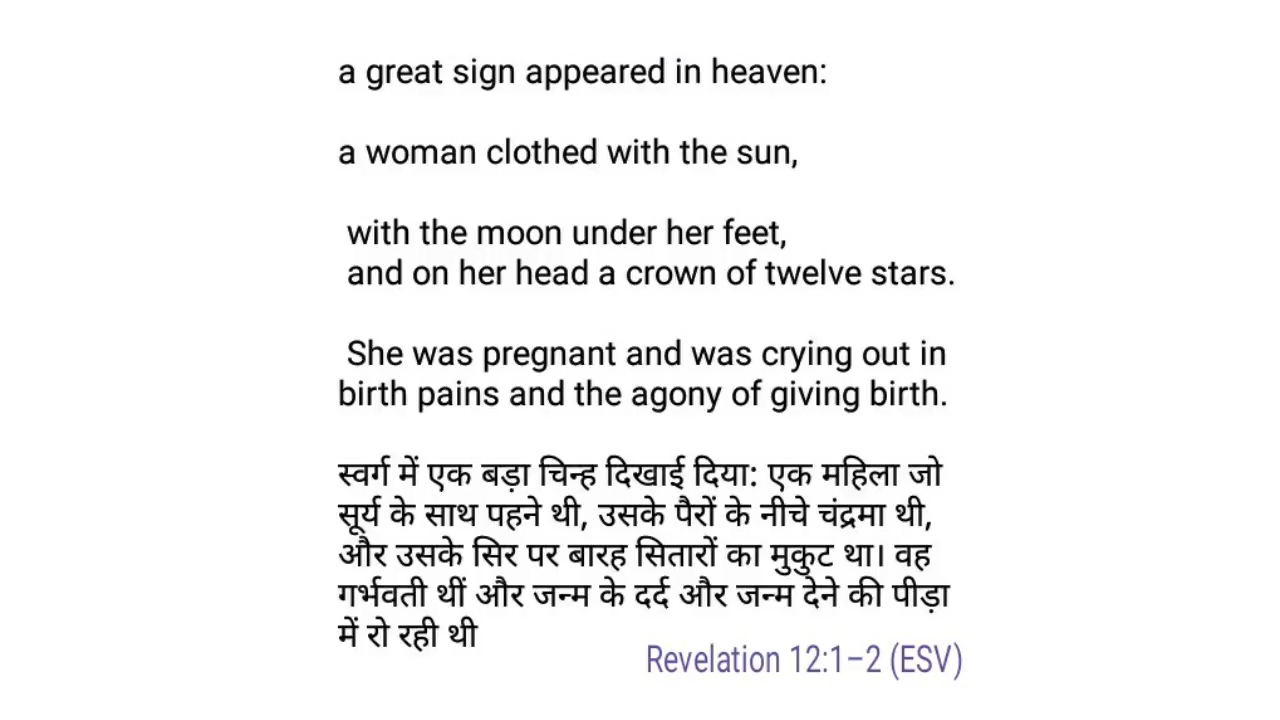 a great sign appeared in heaven:
a woman clothed with the sun,
with the moon under her feet,
and on her head a crown of twelve stars.
She was pregnant and was crying out in
birth pains and the agony of giving birth.
स्वर्ग में एक बड़ा चिन्ह दिखाई दिया: एक महिला जो
सूर्य के साथ पहने थी, उसके पैरों के नीचे चंद्रमा थी,
और उसके सिर पर बारह सितारों का मुकुट था। वह
गर्भवती थीं और जन्म के दर्द और जन्म देने की पीड़ा
में रो रही थी
Revelation 12:1–2 (ESV)